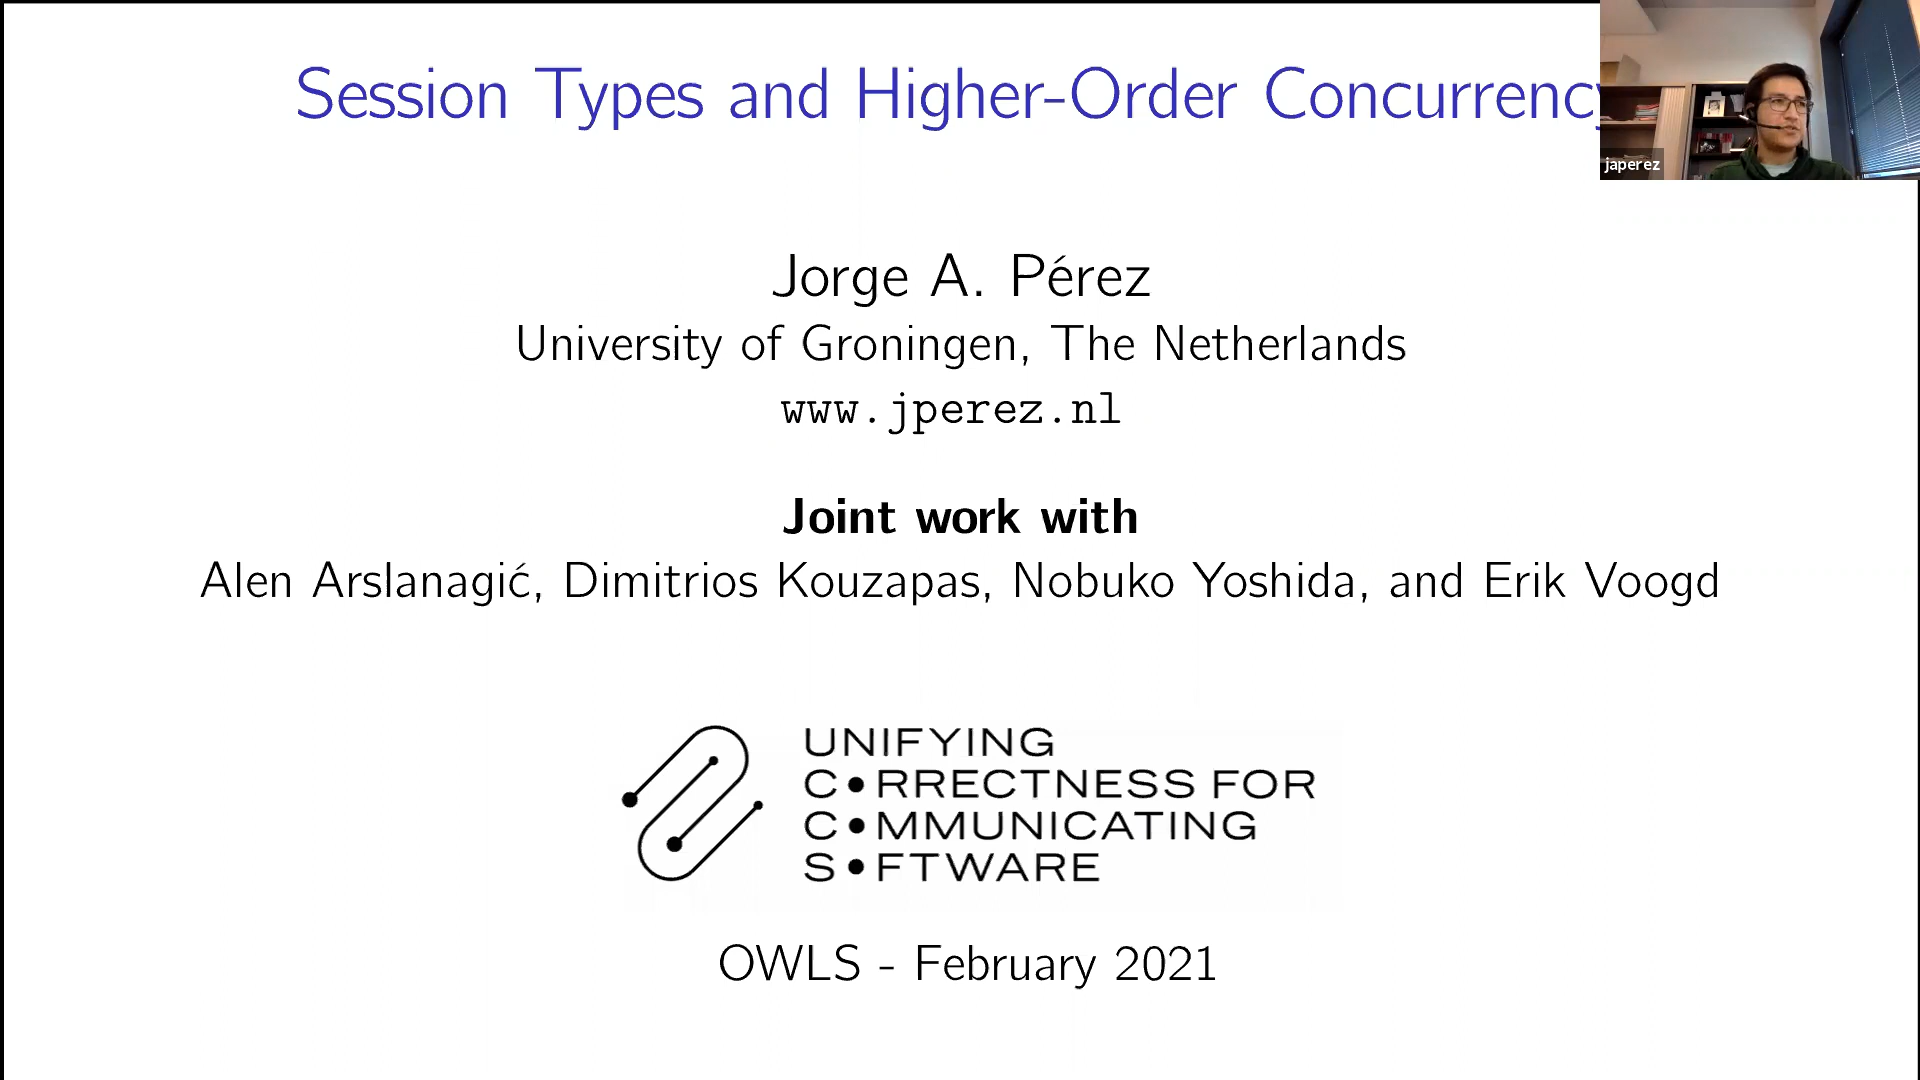 Session Types and Higher-Order Concurrency
japerez
Jorge A. Pérez
University of Groningen, The Netherlands
www.jperez.nl
Joint work with
Alen Arslanagić, Dimitrios Kouzapas, Nobuko Yoshida, and Erik Voogd
UNIFYING
C•RRECTNESS FOR
C•MMUNICATING
S•FTWARE
OWLS - February 2021